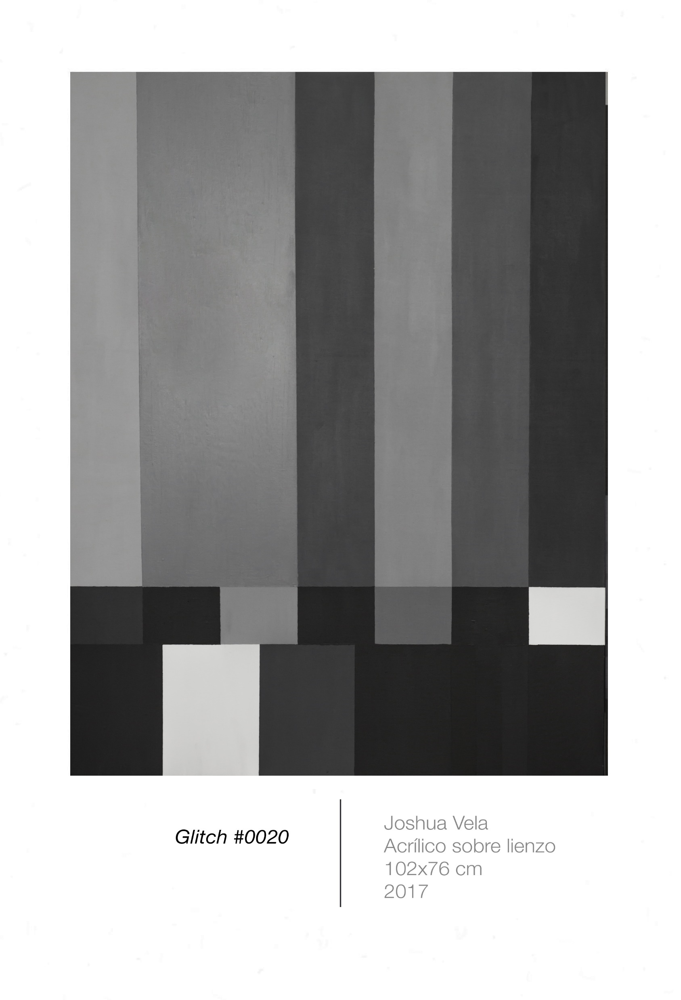 Glitch #0020
Joshua Vela
Acrílico sobre lienzo
102x76 cm
2017